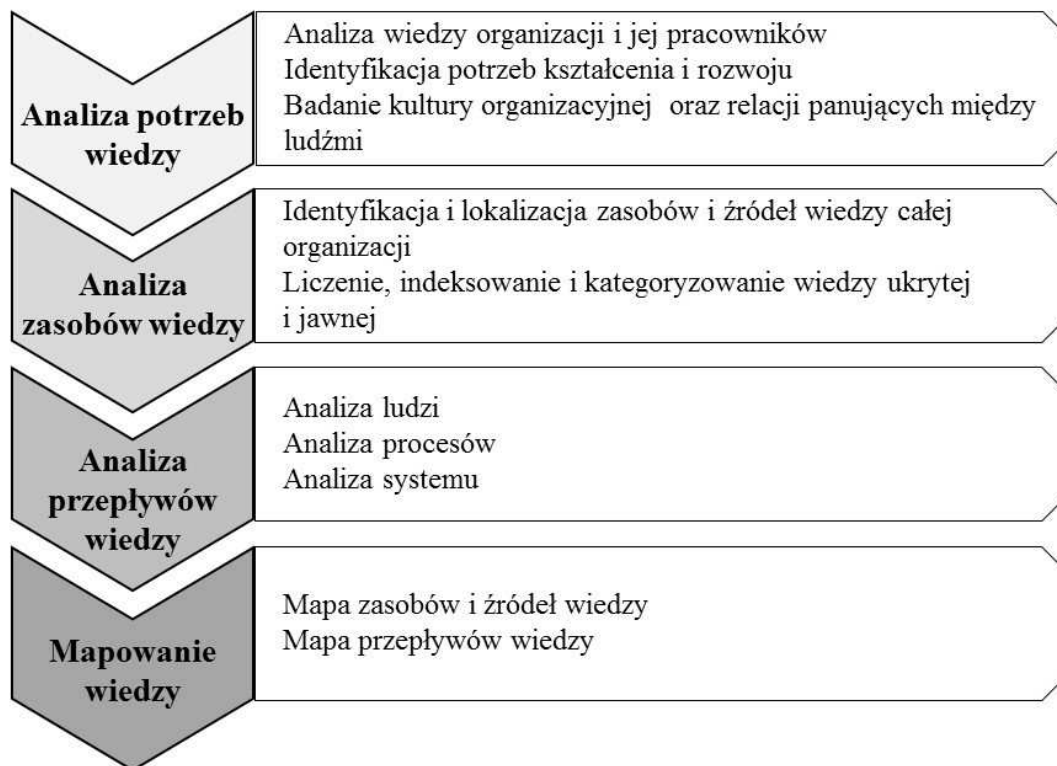 Analiza potrzeb
wiedzy
Analiza wiedzy organizacji i jej pracowników
Identyfikacja potrzeb kształcenia i rozwoju
Badanie kultury organizacyjnej oraz relacji panujących między
ludźmi
Analiza
zasobów wiedzy
Identyfikacja i lokalizacja zasobów i źródeł wiedzy całej
organizacji
Liczenie, indeksowanie i kategoryzowanie wiedzy ukrytej
i jawnej
Analiza
przepływów
wiedzy
Analiza ludzi
Analiza procesów
Analiza systemu
Mapowanie
wiedzy
Mapa zasobów i źródeł wiedzy
Mapa przepływów wiedzy